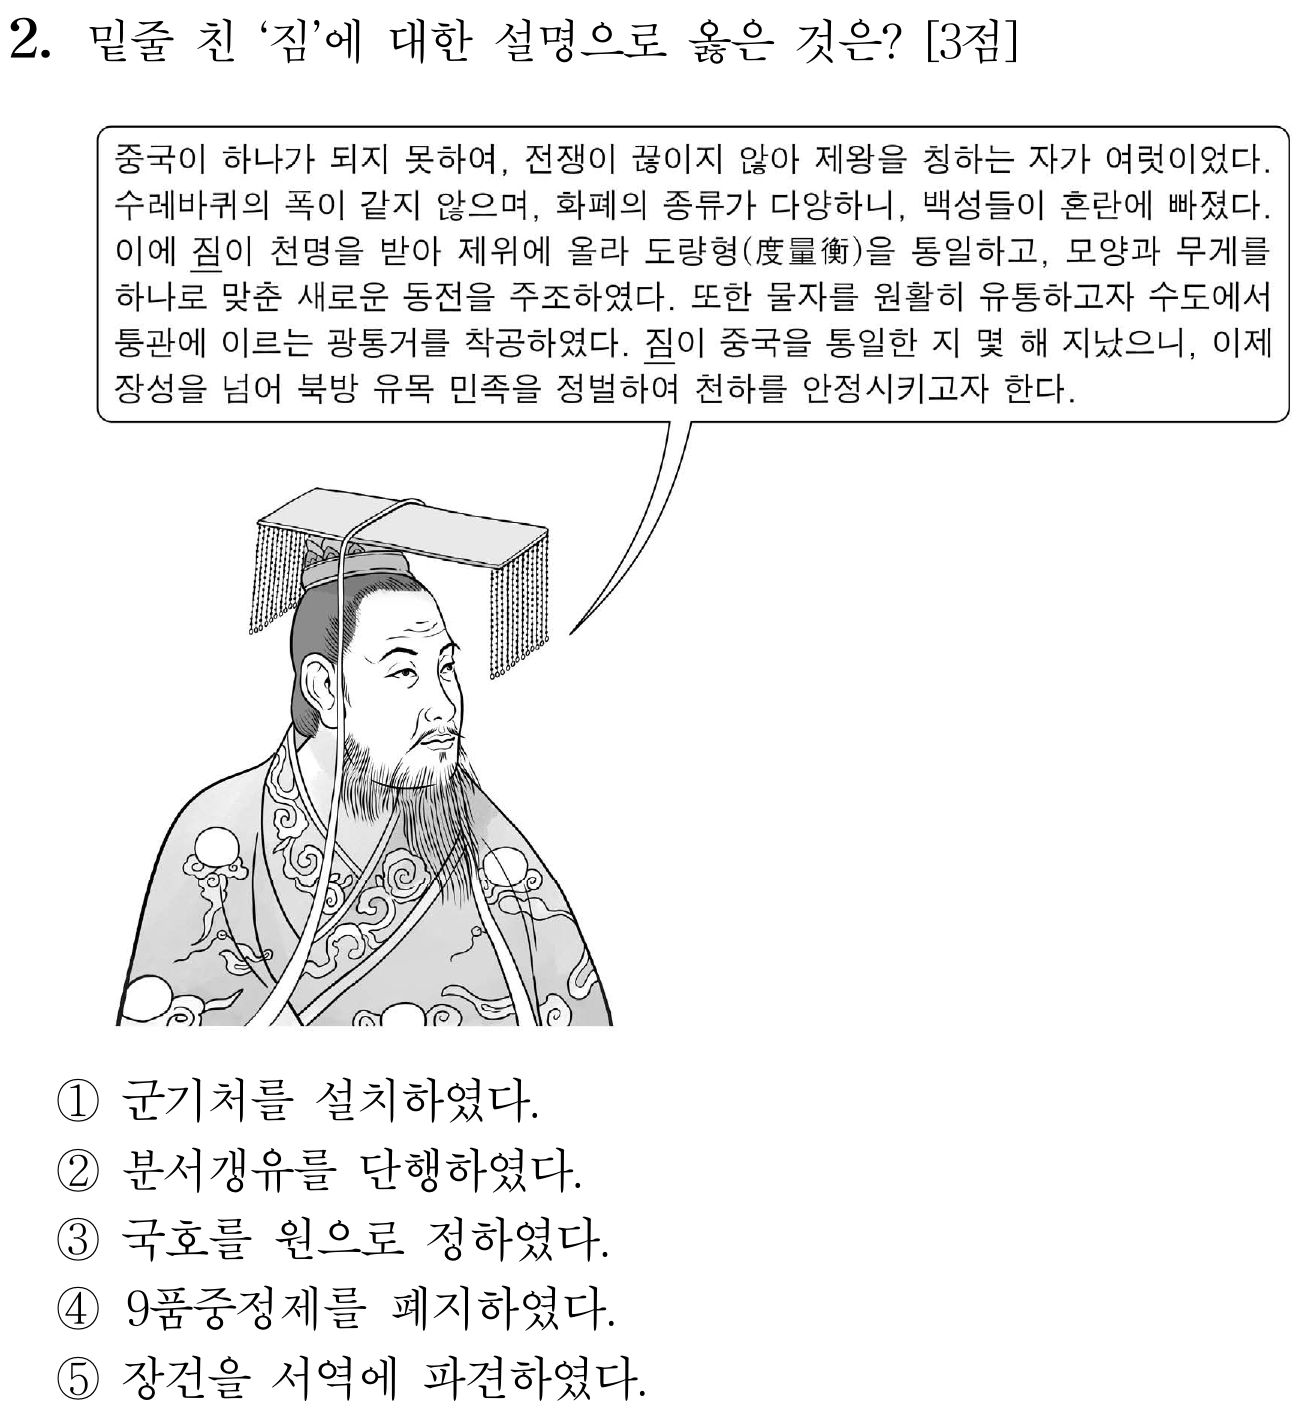 2. 밑줄 친 ‘짐’에 대한 설명으로 옳은 것은? [3점]
중국이 하나가 되지 못하여, 전쟁이 끊이지 않아 제왕을 칭하는 자가 여럿이었다.
수레바퀴의 폭이 같지 않으며, 화폐의 종류가 다양하니, 백성들이 혼란에 빠졌다.
이에 짐이 천명을 받아 제위에 올라 도량형(度量衡)을 통일하고, 모양과 무게를
하나로 맞춘 새로운 동전을 주조하였다. 또한 물자를 원활히 유통하고자 수도에서
퉁관에 이르는 광통거를 착공하였다. 짐이 중국을 통일한 지 몇 해 지났으니, 이제
장성을 넘어 북방 유목 민족을 정벌하여 천하를 안정시키고자 한다.
① 군기처를 설치하였다.
② 분서갱유를 단행하였다.
③ 국호를 원으로 정하였다.
④ 9품중정제를 폐지하였다.
⑤ 장건을 서역에 파견하였다.